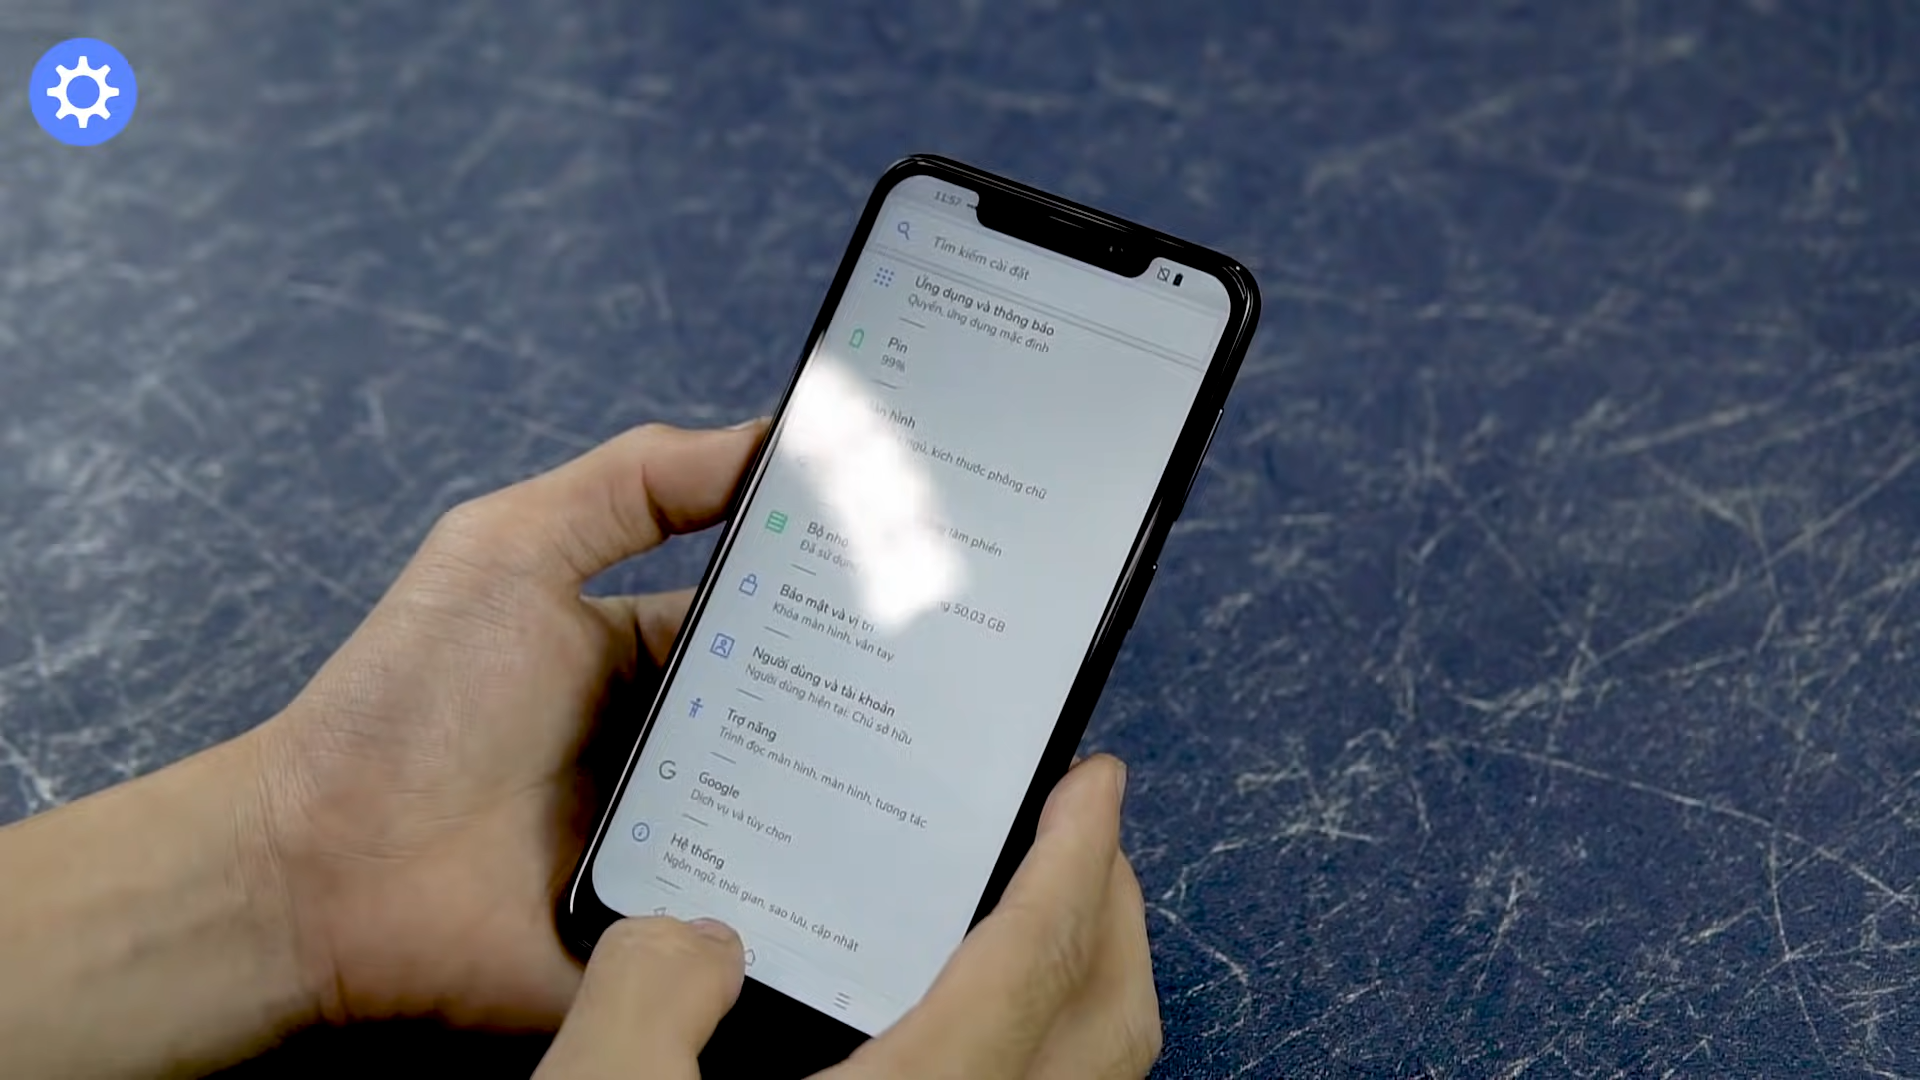 11:57
Tìm kiếm cài đặt
Ứng dụng và thông báo
Quyền, ứng dụng mặc định
Pin
99%
hình
ngủ, kích thước phông chữ
làm phiền
Bộ nhớ
Đã sử dụng
50,03 GB
Bảo mật và vị trí
Khóa màn hình, vân tay
Người dùng và tài khoản
Người dùng hiện tại: Chủ sở hữu
Trợ năng
Trình đọc màn hình, màn hình, tương tác
Google
Dịch vụ và tùy chọn
Hệ thống
Ngôn ngữ, thời gian, sao lưu, cập nhật